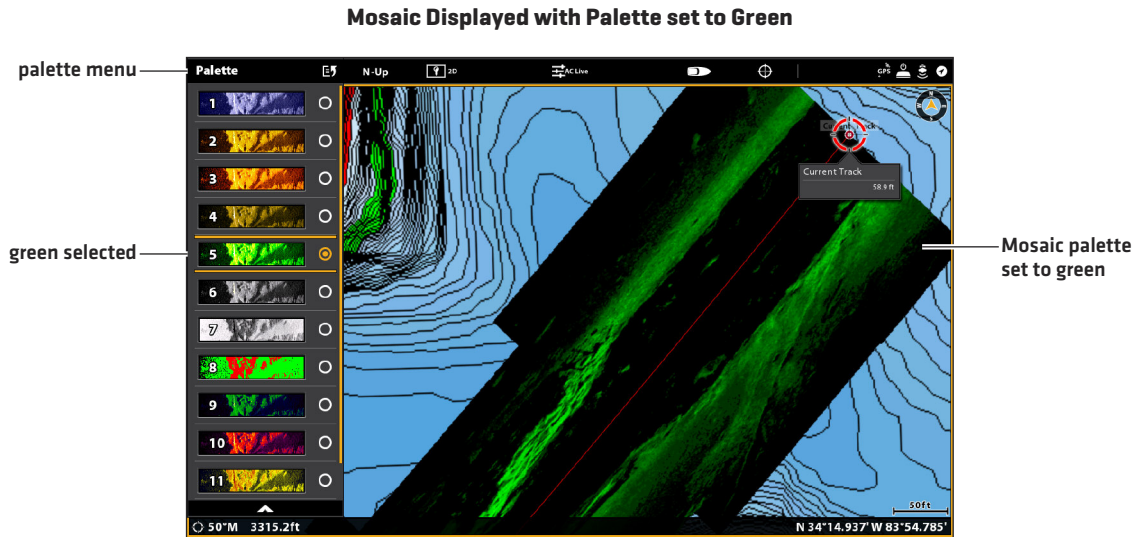 Mosaic Displayed with Palette set to Green
palette menu
Palette
N-Up
2D
AC Live
GPS
1
2
3
4
green selected
5
6
7
8
9
10
11
N
W
S
Current Track
Current Track
58.9 ft
Mosaic palette
set to green
50ft
50°M 3315.2ft
N 34°14.937' W 83°54.785'